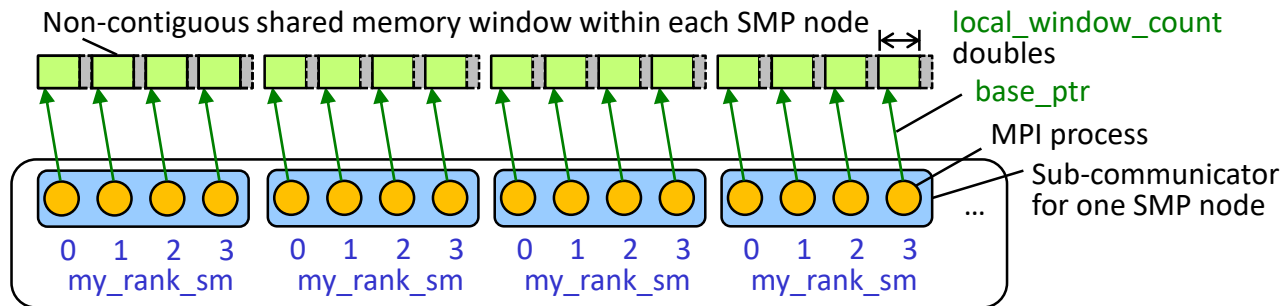 Non-contiguous shared memory window within each SMP node
local_window_count
doubles
base_ptr
MPI process
Sub-communicator
for one SMP node
...
0 1 2 3 0 1 2 3 0 1 2 3 0 1 2 3
my_rank_sm my_rank_sm my_rank_sm my_rank_sm